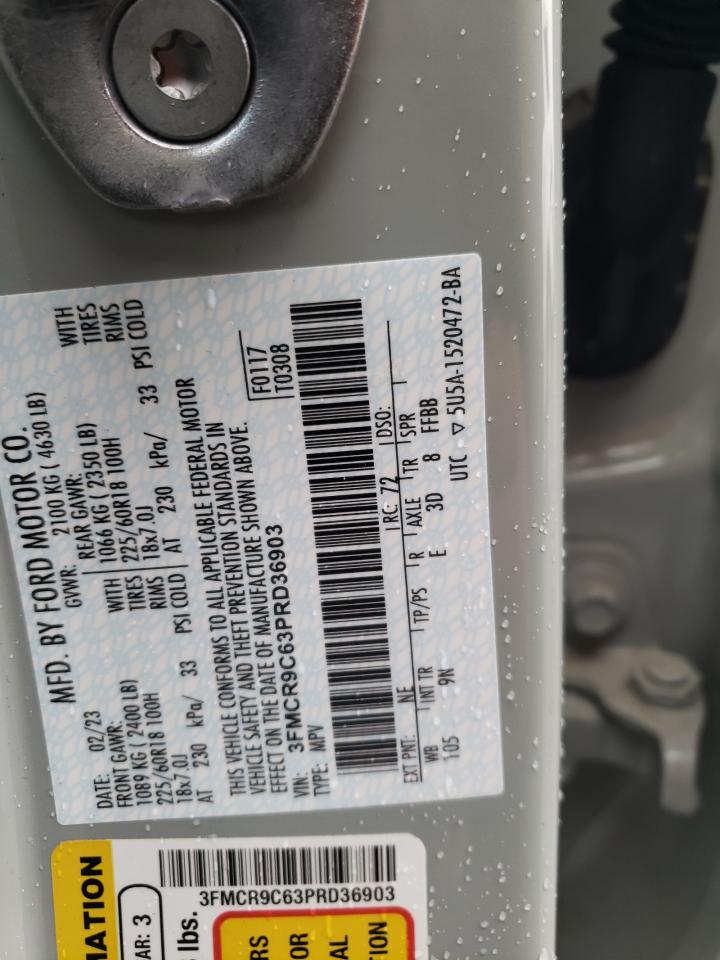 MFD. BY FORD MOTOR CO.
DATE: 02/23 GVWR: 2100 KG ( 4630 LB)
FRONT GAWR: REAR GAWR:
1089 KG ( 2400 LB) WITH 1066 KG ( 2350 LB) WITH
225/60R18 100H TIRES 225/60R18 100H TIRES
18x7.0J RIMS 18x7.0J RIMS
AT 230 kPa/ 33 PSI COLD AT 230 kPa/ 33 PSI COLD
THIS VEHICLE CONFORMS TO ALL APPLICABLE FEDERAL MOTOR
VEHICLE SAFETY AND THEFT PREVENTION STANDARDS IN
EFFECT ON THE DATE OF MANUFACTURE SHOWN ABOVE.
VIN: 3FMCR9C63PRD36903 F0117
TYPE: MPV T0308
EXT PNT: NE RC: 72 DSO:
WB INT TR TP/PS R AXLE TR SPR
105 9N E 3D 8 FFBB
UTC ▽ 5U5A-1520472-BA
3FMCR9C63PRD36903
MATION
AR: 3
lbs.
RS
OR
AL
TION